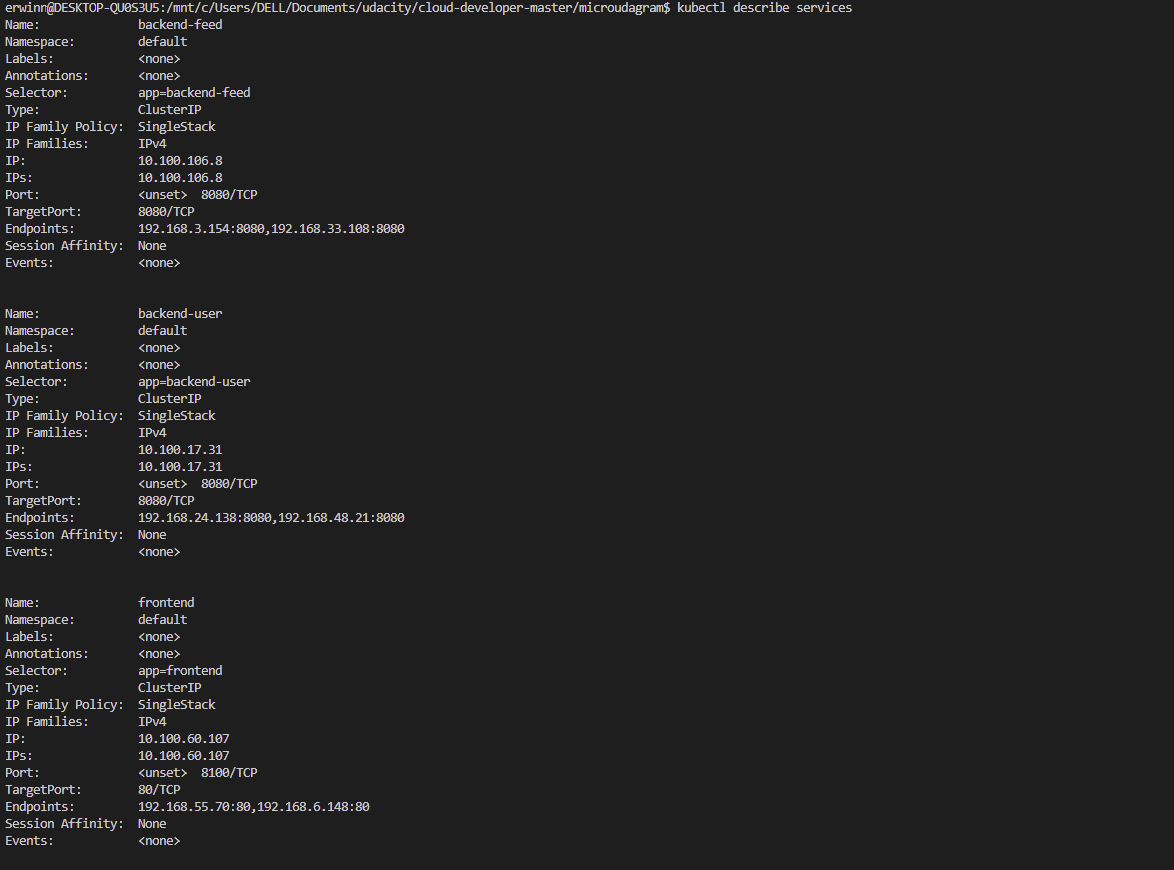 erwinn@DESKTOP-QU0S3U5:/mnt/c/Users/DELL/Documents/udacity/cloud-developer-master/microudagram$ kubectl describe services
Name: backend-feed
Namespace: default
Labels: <none>
Annotations: <none>
Selector: app=backend-feed
Type: ClusterIP
IP Family Policy: SingleStack
IP Families: IPv4
IP: 10.100.106.8
IPs: 10.100.106.8
Port: <unset> 8080/TCP
TargetPort: 8080/TCP
Endpoints: 192.168.3.154:8080,192.168.33.108:8080
Session Affinity: None
Events: <none>
Name: backend-user
Namespace: default
Labels: <none>
Annotations: <none>
Selector: app=backend-user
Type: ClusterIP
IP Family Policy: SingleStack
IP Families: IPv4
IP: 10.100.17.31
IPs: 10.100.17.31
Port: <unset> 8080/TCP
TargetPort: 8080/TCP
Endpoints: 192.168.24.138:8080,192.168.48.21:8080
Session Affinity: None
Events: <none>
Name: frontend
Namespace: default
Labels: <none>
Annotations: <none>
Selector: app=frontend
Type: ClusterIP
IP Family Policy: SingleStack
IP Families: IPv4
IP: 10.100.60.107
IPs: 10.100.60.107
Port: <unset> 8100/TCP
TargetPort: 80/TCP
Endpoints: 192.168.55.70:80,192.168.6.148:80
Session Affinity: None
Events: <none>